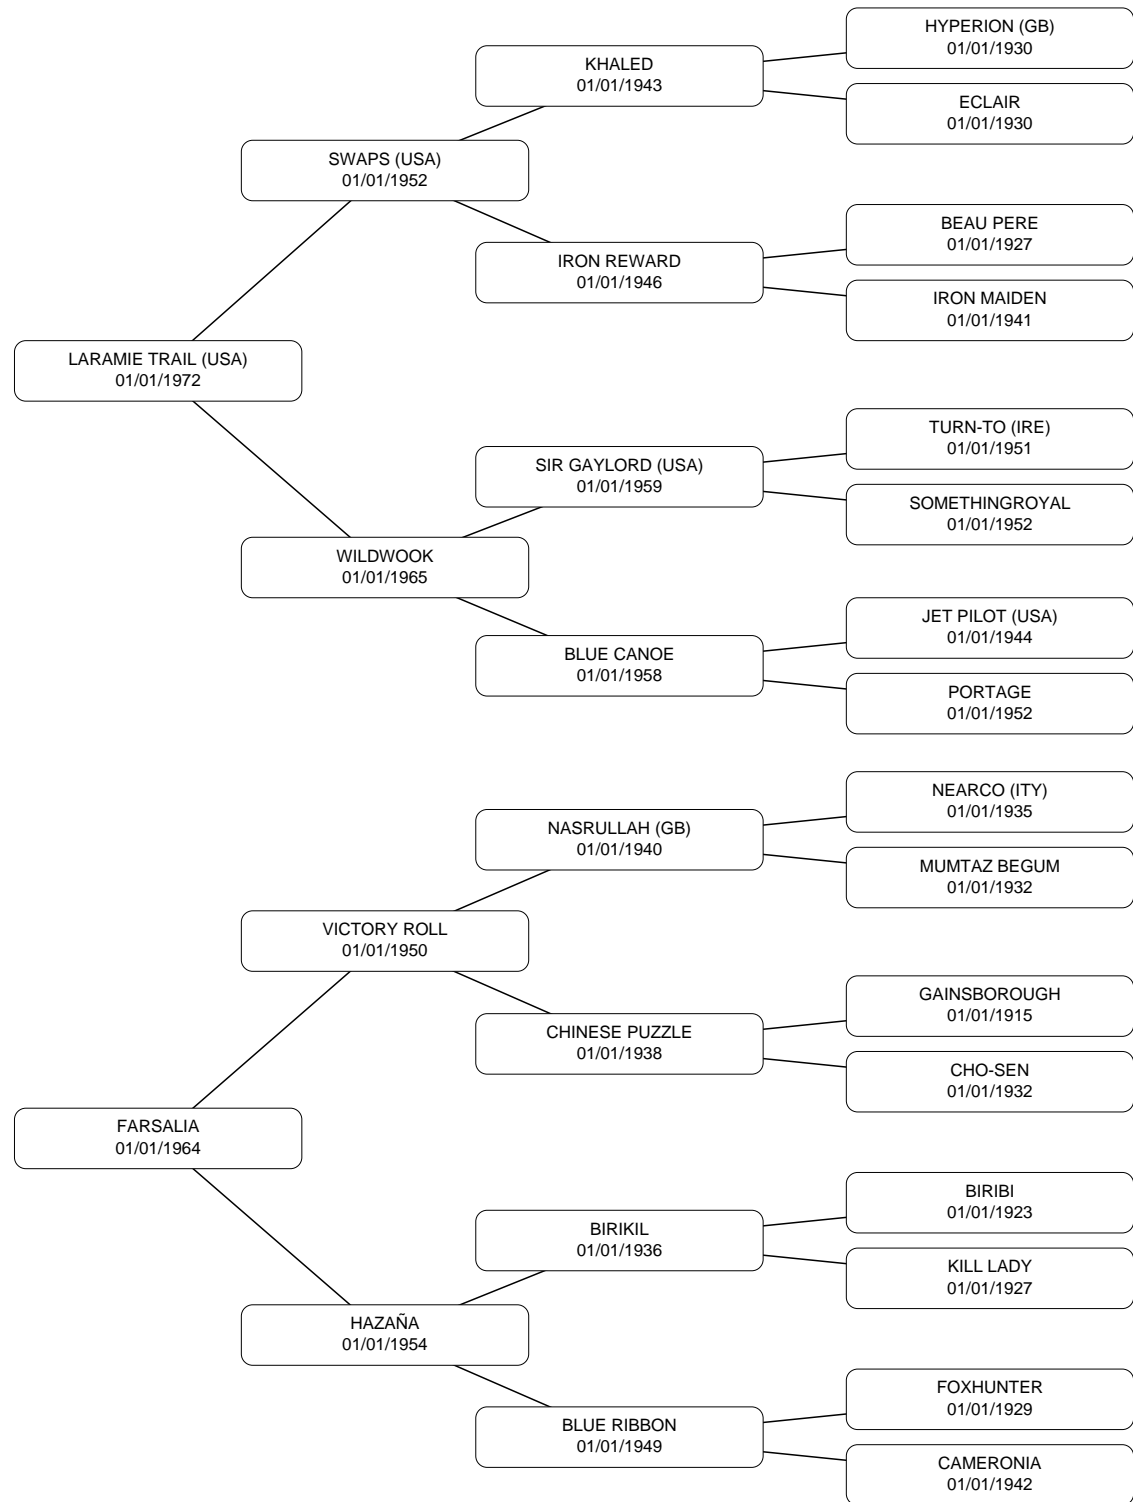 HYPERION (GB)
01/01/1930
KHALED
01/01/1943
ECLAIR
01/01/1930
SWAPS (USA)
01/01/1952
BEAU PERE
01/01/1927
IRON REWARD
01/01/1946
IRON MAIDEN
01/01/1941
LARAMIE TRAIL (USA)
01/01/1972
TURN-TO (IRE)
01/01/1951
SIR GAYLORD (USA)
01/01/1959
SOMETHINGROYAL
01/01/1952
WILDWOOK
01/01/1965
JET PILOT (USA)
01/01/1944
BLUE CANOE
01/01/1958
PORTAGE
01/01/1952
NEARCO (ITY)
01/01/1935
NASRULLAH (GB)
01/01/1940
MUMTAZ BEGUM
01/01/1932
VICTORY ROLL
01/01/1950
GAINSBOROUGH
01/01/1915
CHINESE PUZZLE
01/01/1938
CHO-SEN
01/01/1932
FARSALIA
01/01/1964
BIRIBI
01/01/1923
BIRIKIL
01/01/1936
KILL LADY
01/01/1927
HAZAÑA
01/01/1954
FOXHUNTER
01/01/1929
BLUE RIBBON
01/01/1949
CAMERONIA
01/01/1942